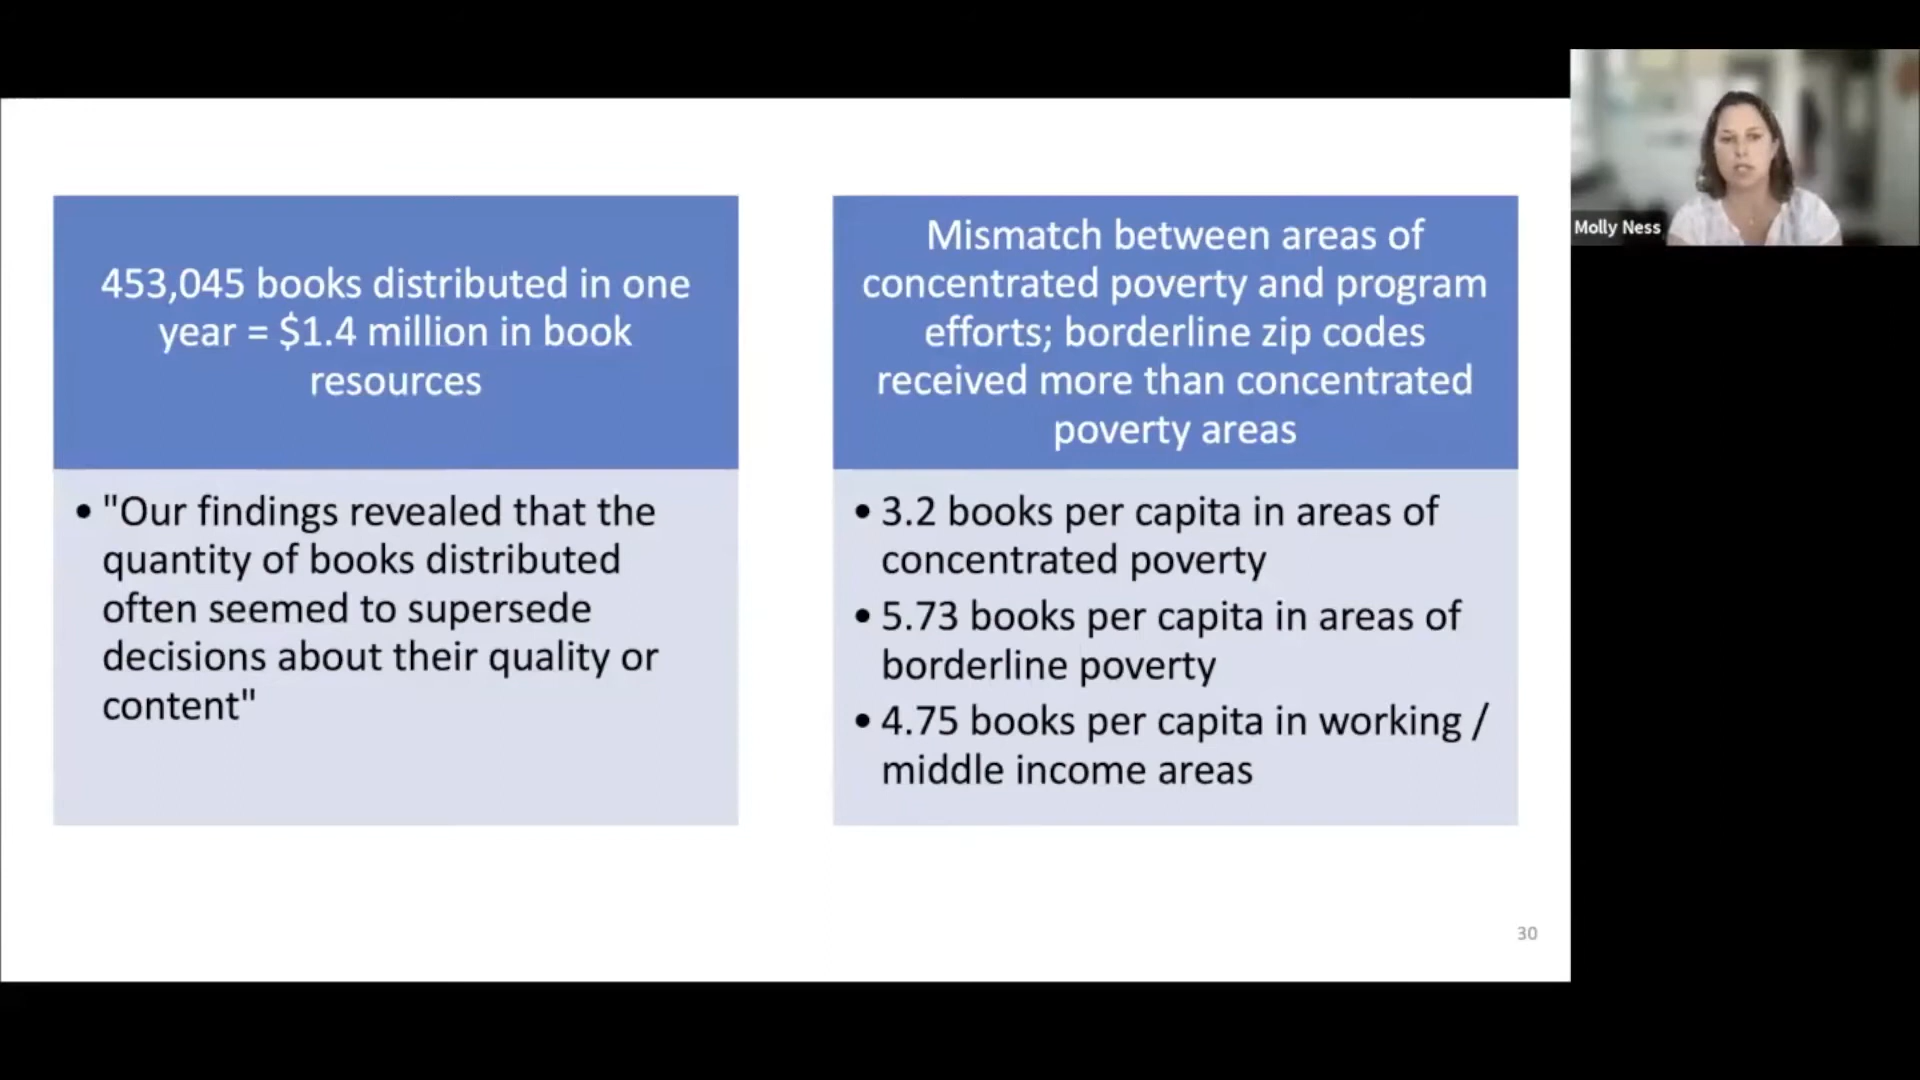 453,045 books distributed in one
year = $1.4 million in book
resources
• "Our findings revealed that the
quantity of books distributed
often seemed to supersede
decisions about their quality or
content"
Mismatch between areas of
concentrated poverty and program
efforts; borderline zip codes
received more than concentrated
poverty areas
• 3.2 books per capita in areas of
concentrated poverty
• 5.73 books per capita in areas of
borderline poverty
• 4.75 books per capita in working /
middle income areas
30
Molly Ness